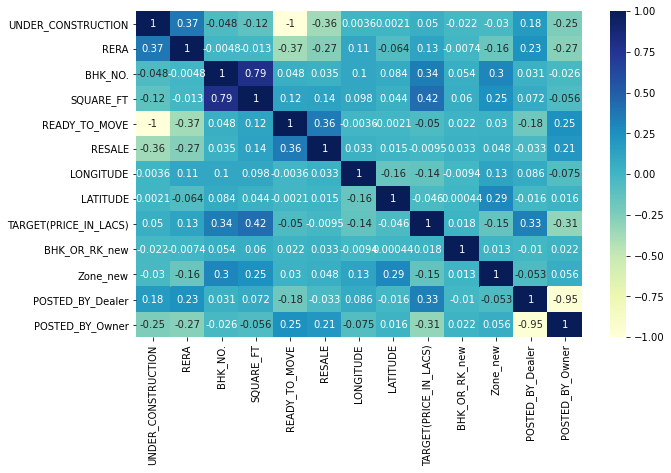 UNDER_CONSTRUCTION 1 0.37 -0.048 -0.12 -1 -0.36 0.0036 0.0021 0.05 -0.022 -0.03 0.18 -0.25 1.00
RERA 0.37 1 -0.0048 -0.013 -0.37 -0.27 0.11 -0.064 0.13 -0.0074 -0.16 0.23 -0.27 0.75
BHK_NO. -0.048 -0.0048 1 0.79 0.048 0.035 0.1 0.084 0.34 0.054 0.3 0.031 -0.026
SQUARE_FT -0.12 -0.013 0.79 1 0.12 0.14 0.098 0.044 0.42 0.06 0.25 0.072 -0.056 0.50
READY_TO_MOVE -1 -0.37 0.048 0.12 1 0.36 -0.0036 -0.0021 -0.05 0.022 0.03 -0.18 0.25 0.25
RESALE -0.36 -0.27 0.035 0.14 0.36 1 0.033 0.015 -0.0095 0.033 0.048 -0.033 0.21
LONGITUDE 0.0036 0.11 0.1 0.098 -0.0036 0.033 1 -0.16 -0.14 -0.0094 0.13 0.086 -0.075 0.00
LATITUDE 0.0021 -0.064 0.084 0.044 -0.0021 0.015 -0.16 1 -0.046 0.00044 0.29 -0.016 0.016
TARGET(PRICE_IN_LACS) 0.05 0.13 0.34 0.42 -0.05 -0.0095 -0.14 -0.046 1 0.018 -0.15 0.33 -0.31 -0.25
BHK_OR_RK_new -0.022 -0.0074 0.054 0.06 0.022 0.033 -0.0094 0.00044 0.018 1 0.013 -0.01 0.022 -0.50
Zone_new -0.03 -0.16 0.3 0.25 0.03 0.048 0.13 0.29 -0.15 0.013 1 -0.053 0.056
POSTED_BY_Dealer 0.18 0.23 0.031 0.072 -0.18 -0.033 0.086 -0.016 0.33 -0.01 -0.053 1 -0.95 -0.75
POSTED_BY_Owner -0.25 -0.27 -0.026 -0.056 0.25 0.21 -0.075 0.016 -0.31 0.022 0.056 -0.95 1 -1.00
UNDER_CONSTRUCTION
RERA
BHK_NO.
SQUARE_FT
READY_TO_MOVE
RESALE
LONGITUDE
LATITUDE
TARGET(PRICE_IN_LACS)
BHK_OR_RK_new
Zone_new
POSTED_BY_Dealer
POSTED_BY_Owner